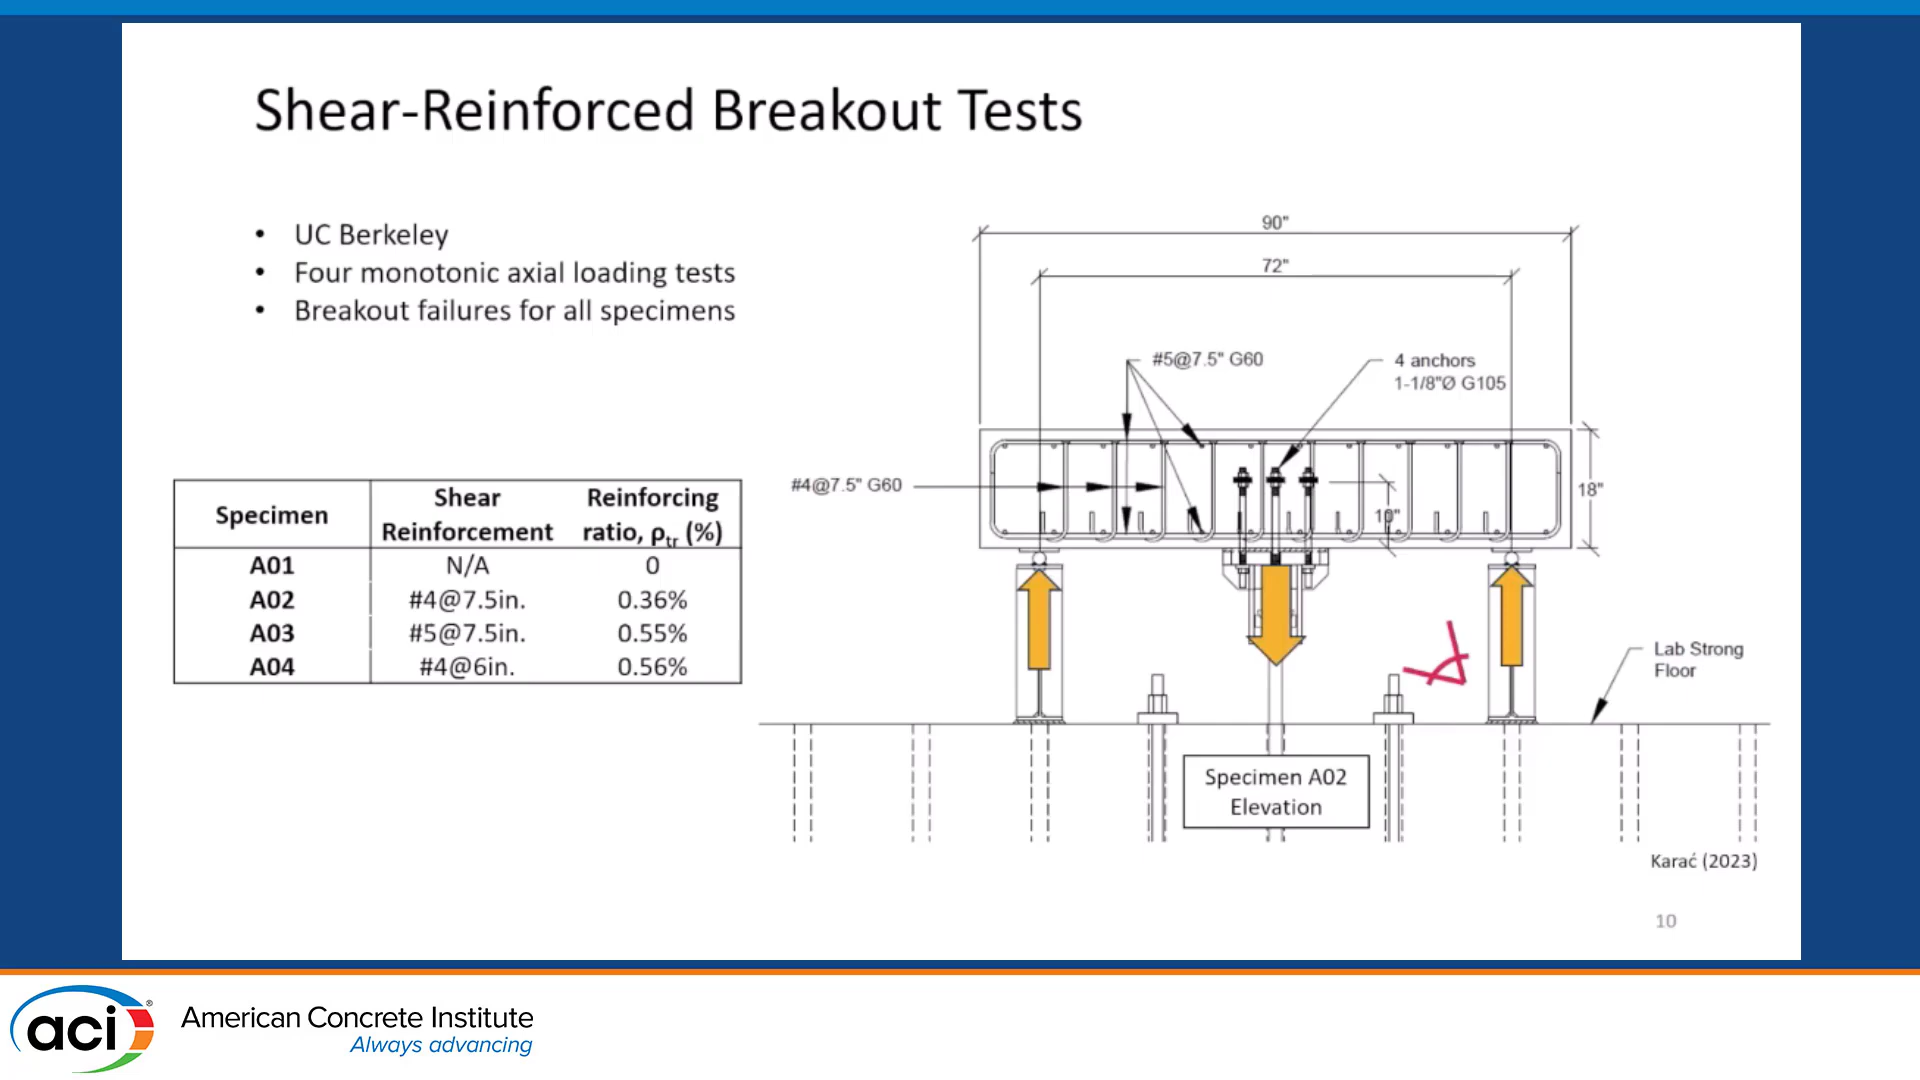 Shear-Reinforced Breakout Tests
• UC Berkeley
• Four monotonic axial loading tests
• Breakout failures for all specimens
Specimen Shear Reinforcement Reinforcing ratio, ρtr (%)
A01 N/A 0
A02 #4@7.5in. 0.36%
A03 #5@7.5in. 0.55%
A04 #4@6in. 0.56%
90"
72"
#5@7.5" G60
4 anchors
1-1/8"Ø G105
#4@7.5" G60
18"
10"
Lab Strong
Floor
Specimen A02
Elevation
Karać (2023)
10
aci®
American Concrete Institute
Always advancing